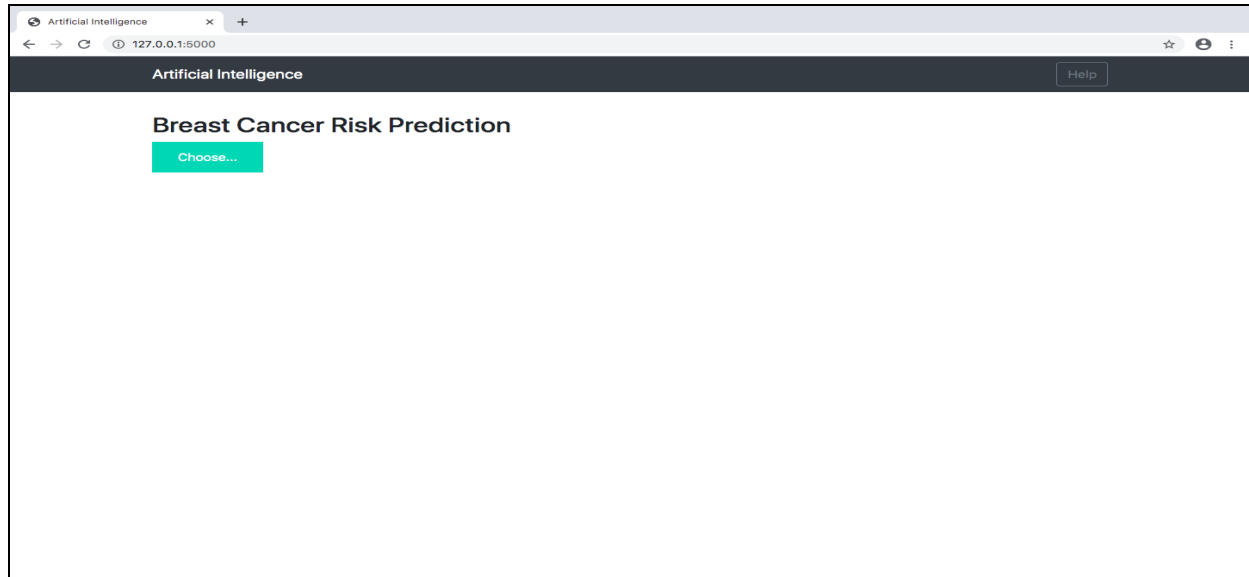 Artificial Intelligence
127.0.0.1:5000
Artificial Intelligence Help
Breast Cancer Risk Prediction
Choose...